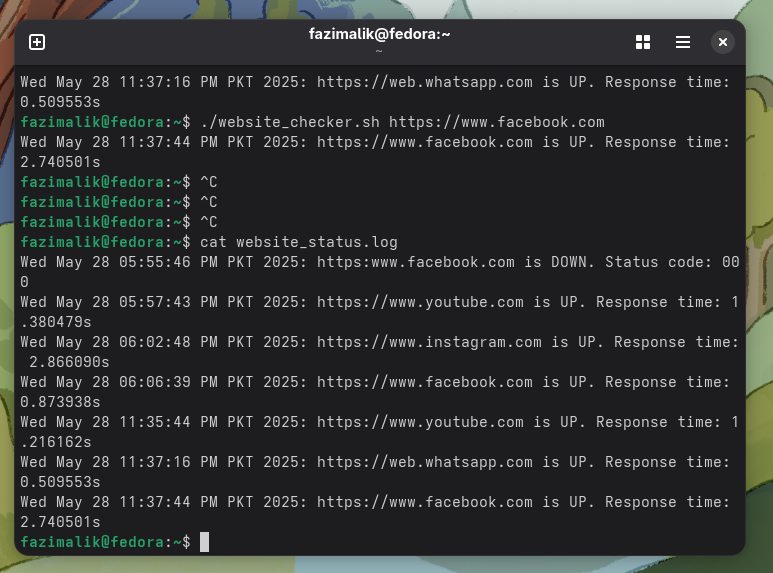 fazimalik@fedora:~
~
Wed May 28 11:37:16 PM PKT 2025: https://web.whatsapp.com is UP. Response time:
0.509553s
fazimalik@fedora:~$ ./website_checker.sh https://www.facebook.com
Wed May 28 11:37:44 PM PKT 2025: https://www.facebook.com is UP. Response time:
2.740501s
fazimalik@fedora:~$ ^C
fazimalik@fedora:~$ ^C
fazimalik@fedora:~$ ^C
fazimalik@fedora:~$ cat website_status.log
Wed May 28 05:55:46 PM PKT 2025: https:www.facebook.com is DOWN. Status code: 00
0
Wed May 28 05:57:43 PM PKT 2025: https://www.youtube.com is UP. Response time: 1
.380479s
Wed May 28 06:02:48 PM PKT 2025: https://www.instagram.com is UP. Response time:
 2.866090s
Wed May 28 06:06:39 PM PKT 2025: https://www.facebook.com is UP. Response time:
0.873938s
Wed May 28 11:35:44 PM PKT 2025: https://www.youtube.com is UP. Response time: 1
.216162s
Wed May 28 11:37:16 PM PKT 2025: https://web.whatsapp.com is UP. Response time:
0.509553s
Wed May 28 11:37:44 PM PKT 2025: https://www.facebook.com is UP. Response time:
2.740501s
fazimalik@fedora:~$